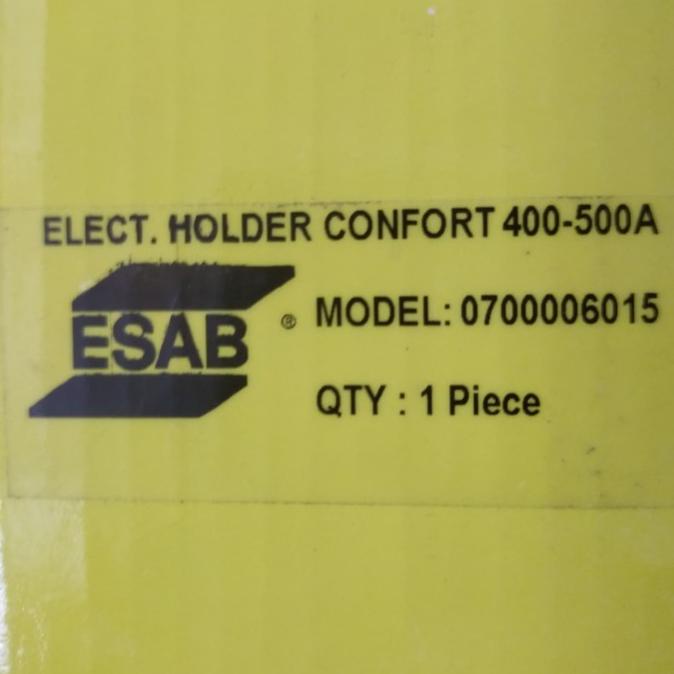 ELECT. HOLDER CONFORT 400-500A
ESAB ®
MODEL: 0700006015
QTY : 1 Piece